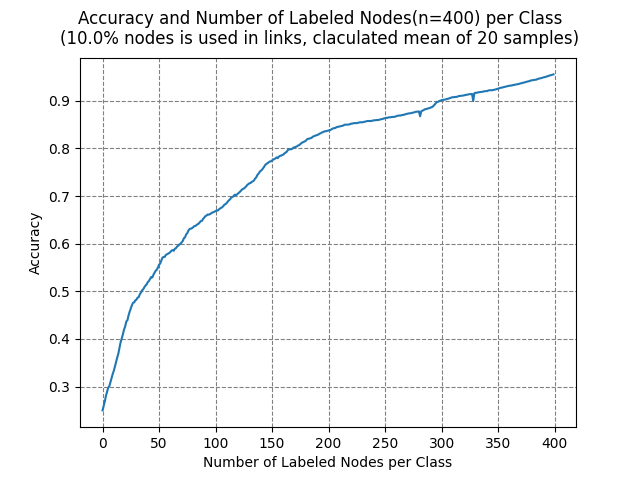 Accuracy and Number of Labeled Nodes(n=400) per Class
(10.0% nodes is used in links, claculated mean of 20 samples)
0.9
0.8
0.7
0.6
0.5
0.4
0.3
Accuracy
0 50 100 150 200 250 300 350 400
Number of Labeled Nodes per Class